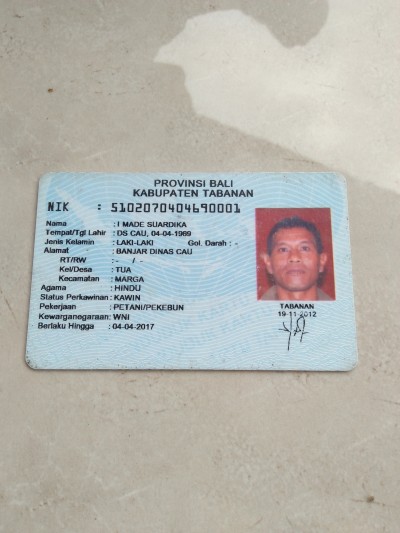 PROVINSI BALI
KABUPATEN TABANAN
NIK : 5102070404690001
Nama : I MADE SUARDIKA
Tempat/Tgl Lahir : DS CAU, 04-04-1969
Jenis Kelamin : LAKI-LAKI Gol. Darah : -
Alamat : BANJAR DINAS CAU
RT/RW : - / -
Kel/Desa : TUA
Kecamatan : MARGA
Agama : HINDU
Status Perkawinan : KAWIN
Pekerjaan : PETANI/PEKEBUN
Kewarganegaraan: WNI
Berlaku Hingga : 04-04-2017
TABANAN
19-11-2012